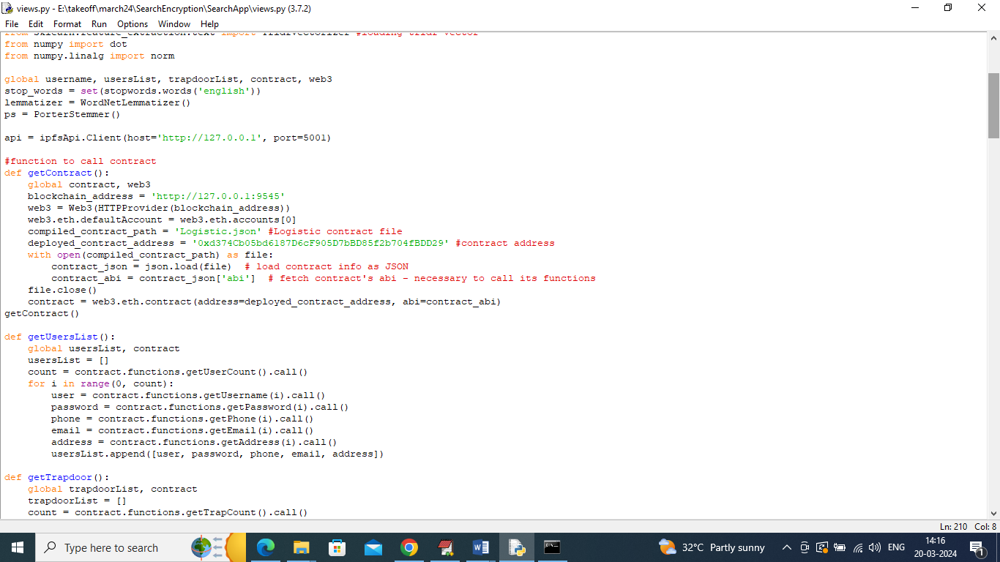 views.py - E:\takeoff\march24\SearchEncryption\SearchApp\views.py (3.7.2)
File Edit Format Run Options Window Help
from sklearn.feature_extraction.text import TfidfVectorizer #loading tfidf vector
from numpy import dot
from numpy.linalg import norm
global username, usersList, trapdoorList, contract, web3
stop_words = set(stopwords.words('english'))
lemmatizer = WordNetLemmatizer()
ps = PorterStemmer()
api = ipfsApi.Client(host='http://127.0.0.1', port=5001)
#function to call contract
def getContract():
    global contract, web3
    blockchain_address = 'http://127.0.0.1:9545'
    web3 = Web3(HTTPProvider(blockchain_address))
    web3.eth.defaultAccount = web3.eth.accounts[0]
    compiled_contract_path = 'Logistic.json' #Logistic contract file
    deployed_contract_address = '0xd374Cb05bd6187D6cF905D7bBD85f2b704fBDD29' #contract address
    with open(compiled_contract_path) as file:
        contract_json = json.load(file)  # load contract info as JSON
        contract_abi = contract_json['abi']  # fetch contract's abi - necessary to call its functions
    file.close()
    contract = web3.eth.contract(address=deployed_contract_address, abi=contract_abi)
getContract()
def getUsersList():
    global usersList, contract
    usersList = []
    count = contract.functions.getUserCount().call()
    for i in range(0, count):
        user = contract.functions.getUsername(i).call()
        password = contract.functions.getPassword(i).call()
        phone = contract.functions.getPhone(i).call()
        email = contract.functions.getEmail(i).call()
        address = contract.functions.getAddress(i).call()
        usersList.append([user, password, phone, email, address])
def getTrapdoor():
    global trapdoorList, contract
    trapdoorList = []
    count = contract.functions.getTrapCount().call()
Ln: 210 Col: 8
Type here to search
32°C Partly sunny
ENG
14:16
20-03-2024
1